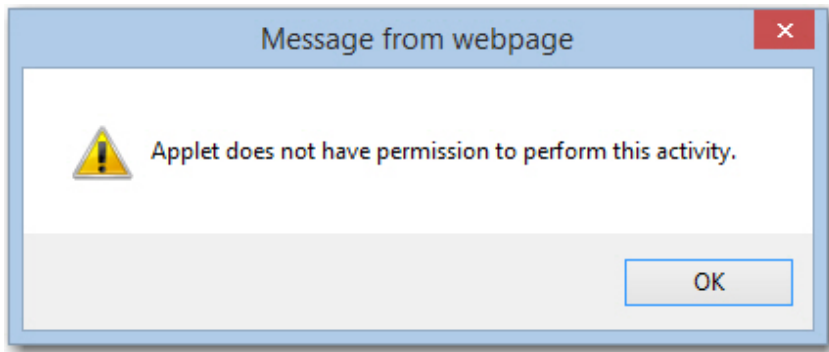 Message from webpage
Applet does not have permission to perform this activity.
OK